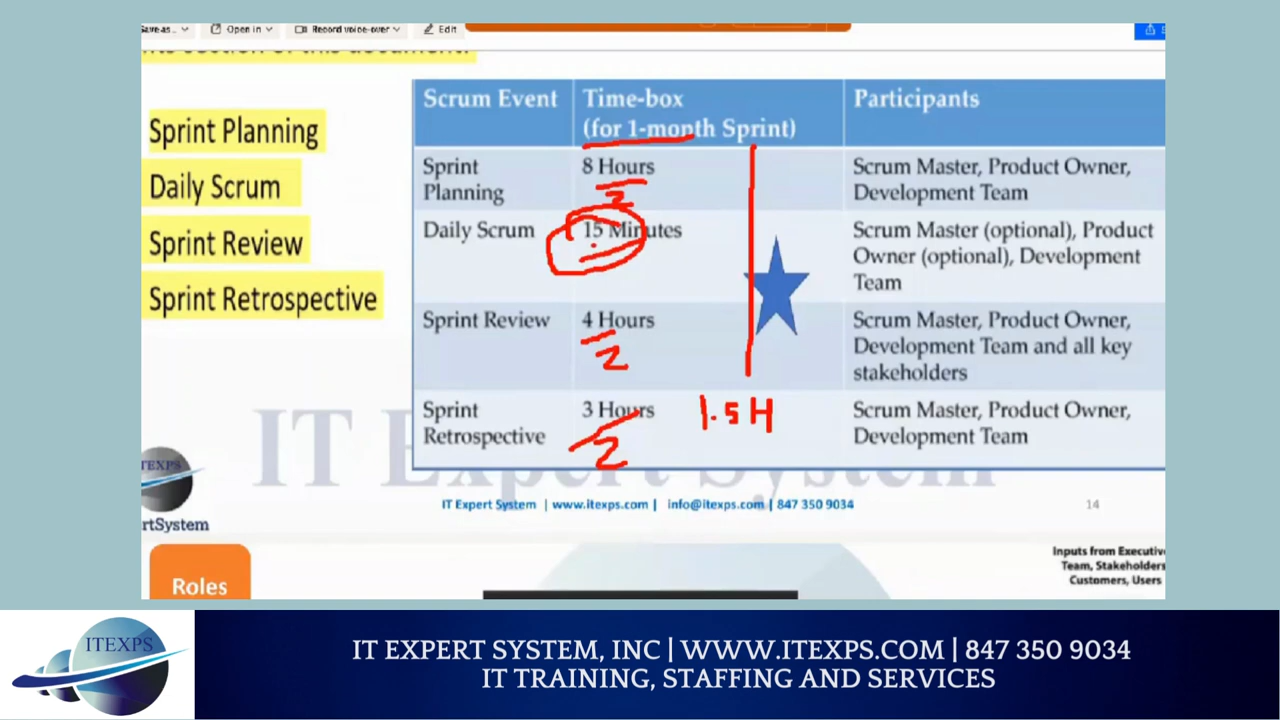 Save as...
Open in
Record voice-over
Edit
nts section of this document.
Sprint Planning
Daily Scrum
Sprint Review
Sprint Retrospective
Scrum Event
Time-box
(for 1-month Sprint)
Participants
Sprint
Planning
8 Hours
2
Scrum Master, Product Owner,
Development Team
Daily Scrum
15 Minutes
Scrum Master (optional), Product
Owner (optional), Development
Team
Sprint Review
4 Hours
2
Scrum Master, Product Owner,
Development Team and all key
stakeholders
Sprint
Retrospective
3 Hours
2
1.5 H
Scrum Master, Product Owner,
Development Team
IT Expert System
ITEXPS
rtSystem
IT Expert System | www.itexps.com | info@itexps.com | 847 350 9034
14
Roles
Inputs from Executiv
Team, Stakeholders
Customers, Users
ITEXPS
IT EXPERT SYSTEM, INC | WWW.ITEXPS.COM | 847 350 9034
IT TRAINING, STAFFING AND SERVICES